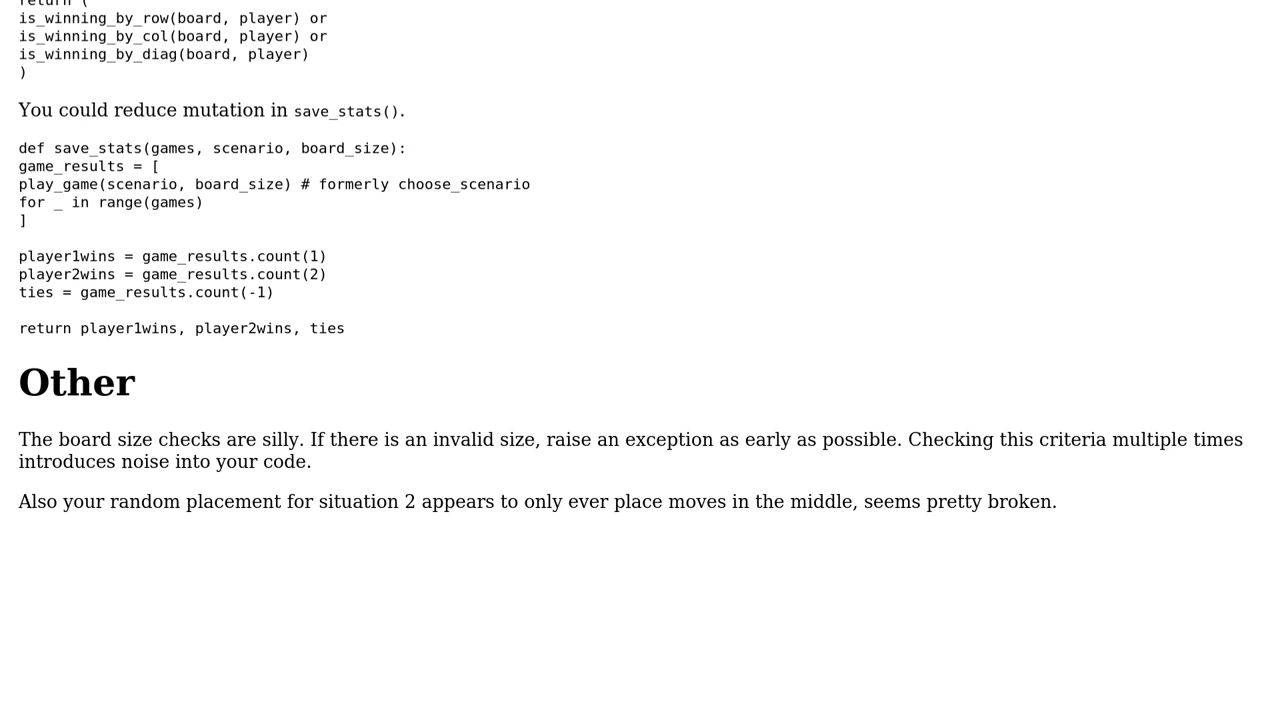 return (
is_winning_by_row(board, player) or
is_winning_by_col(board, player) or
is_winning_by_diag(board, player)
)
You could reduce mutation in save_stats().
def save_stats(games, scenario, board_size):
game_results = [
play_game(scenario, board_size) # formerly choose_scenario
for _ in range(games)
]
player1wins = game_results.count(1)
player2wins = game_results.count(2)
ties = game_results.count(-1)
return player1wins, player2wins, ties
Other
The board size checks are silly. If there is an invalid size, raise an exception as early as possible. Checking this criteria multiple times
introduces noise into your code.
Also your random placement for situation 2 appears to only ever place moves in the middle, seems pretty broken.